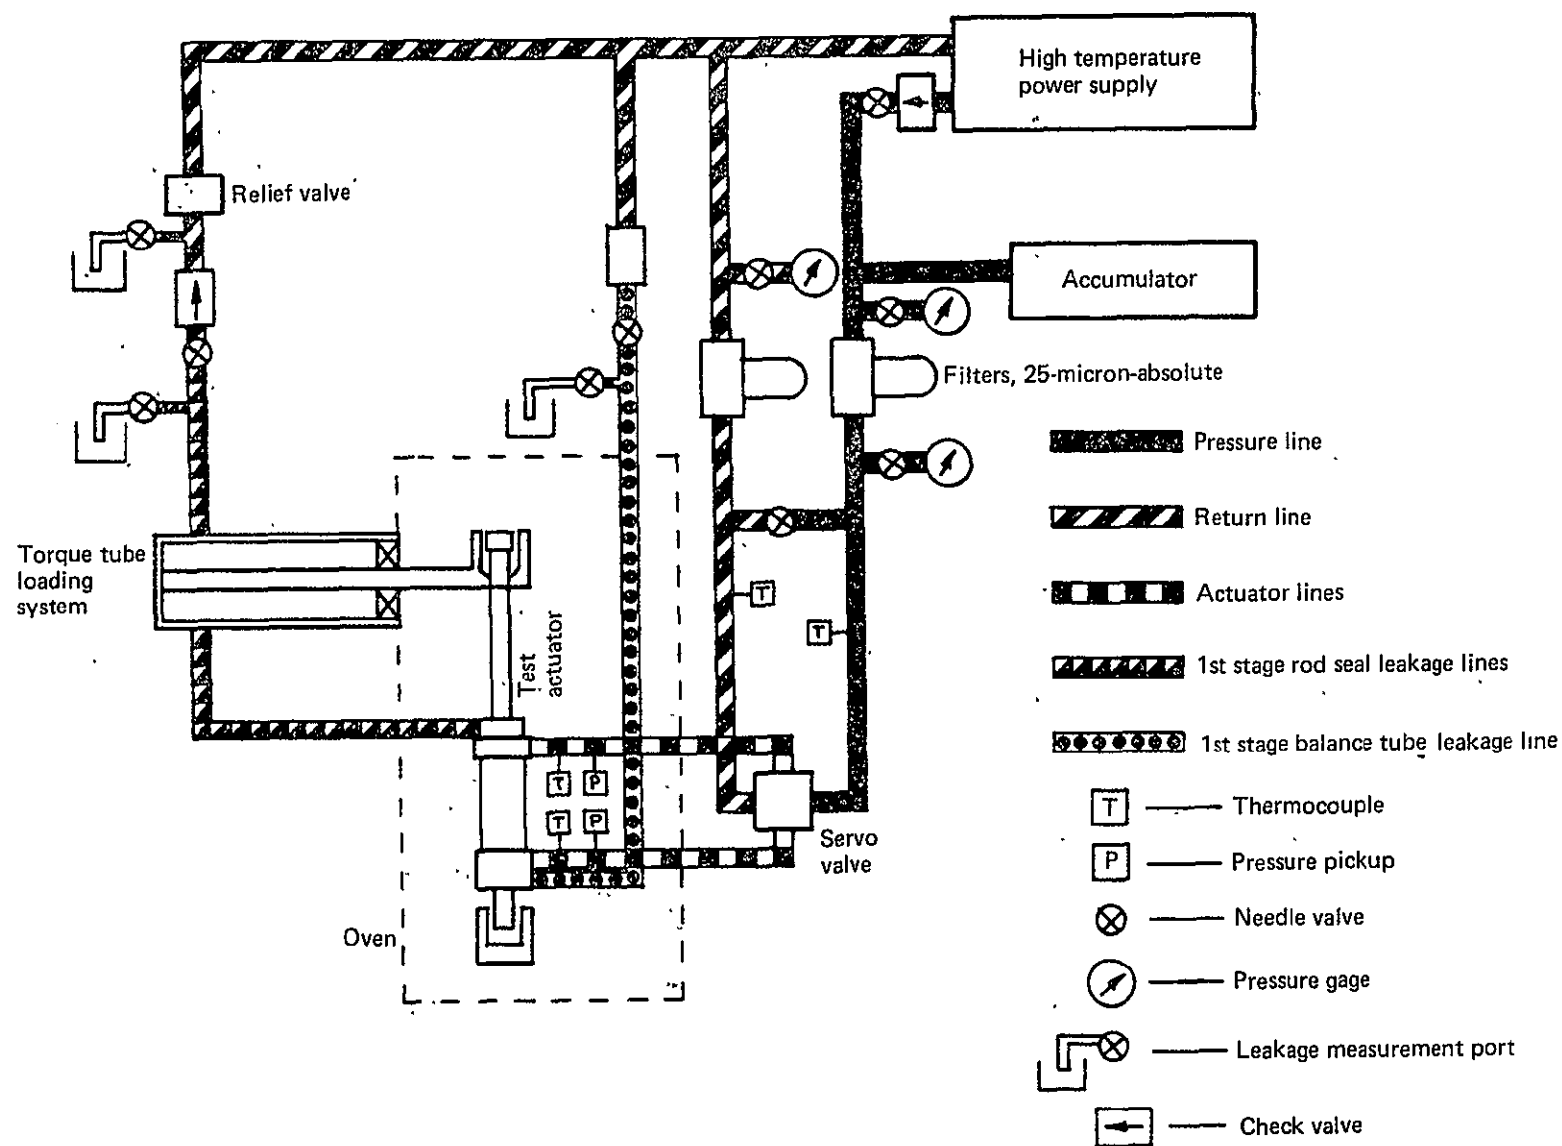 High temperature
power supply
Relief valve
Accumulator
Filters, 25-micron-absolute
Pressure line
Return line
Torque tube
loading
system
Actuator lines
Test
actuator
T
T
1st stage rod seal leakage lines
1st stage balance tube leakage line
T
P
T
P
T
Thermocouple
Servo
valve
P
Pressure pickup
Needle valve
Oven
Pressure gage
Leakage measurement port
Check valve